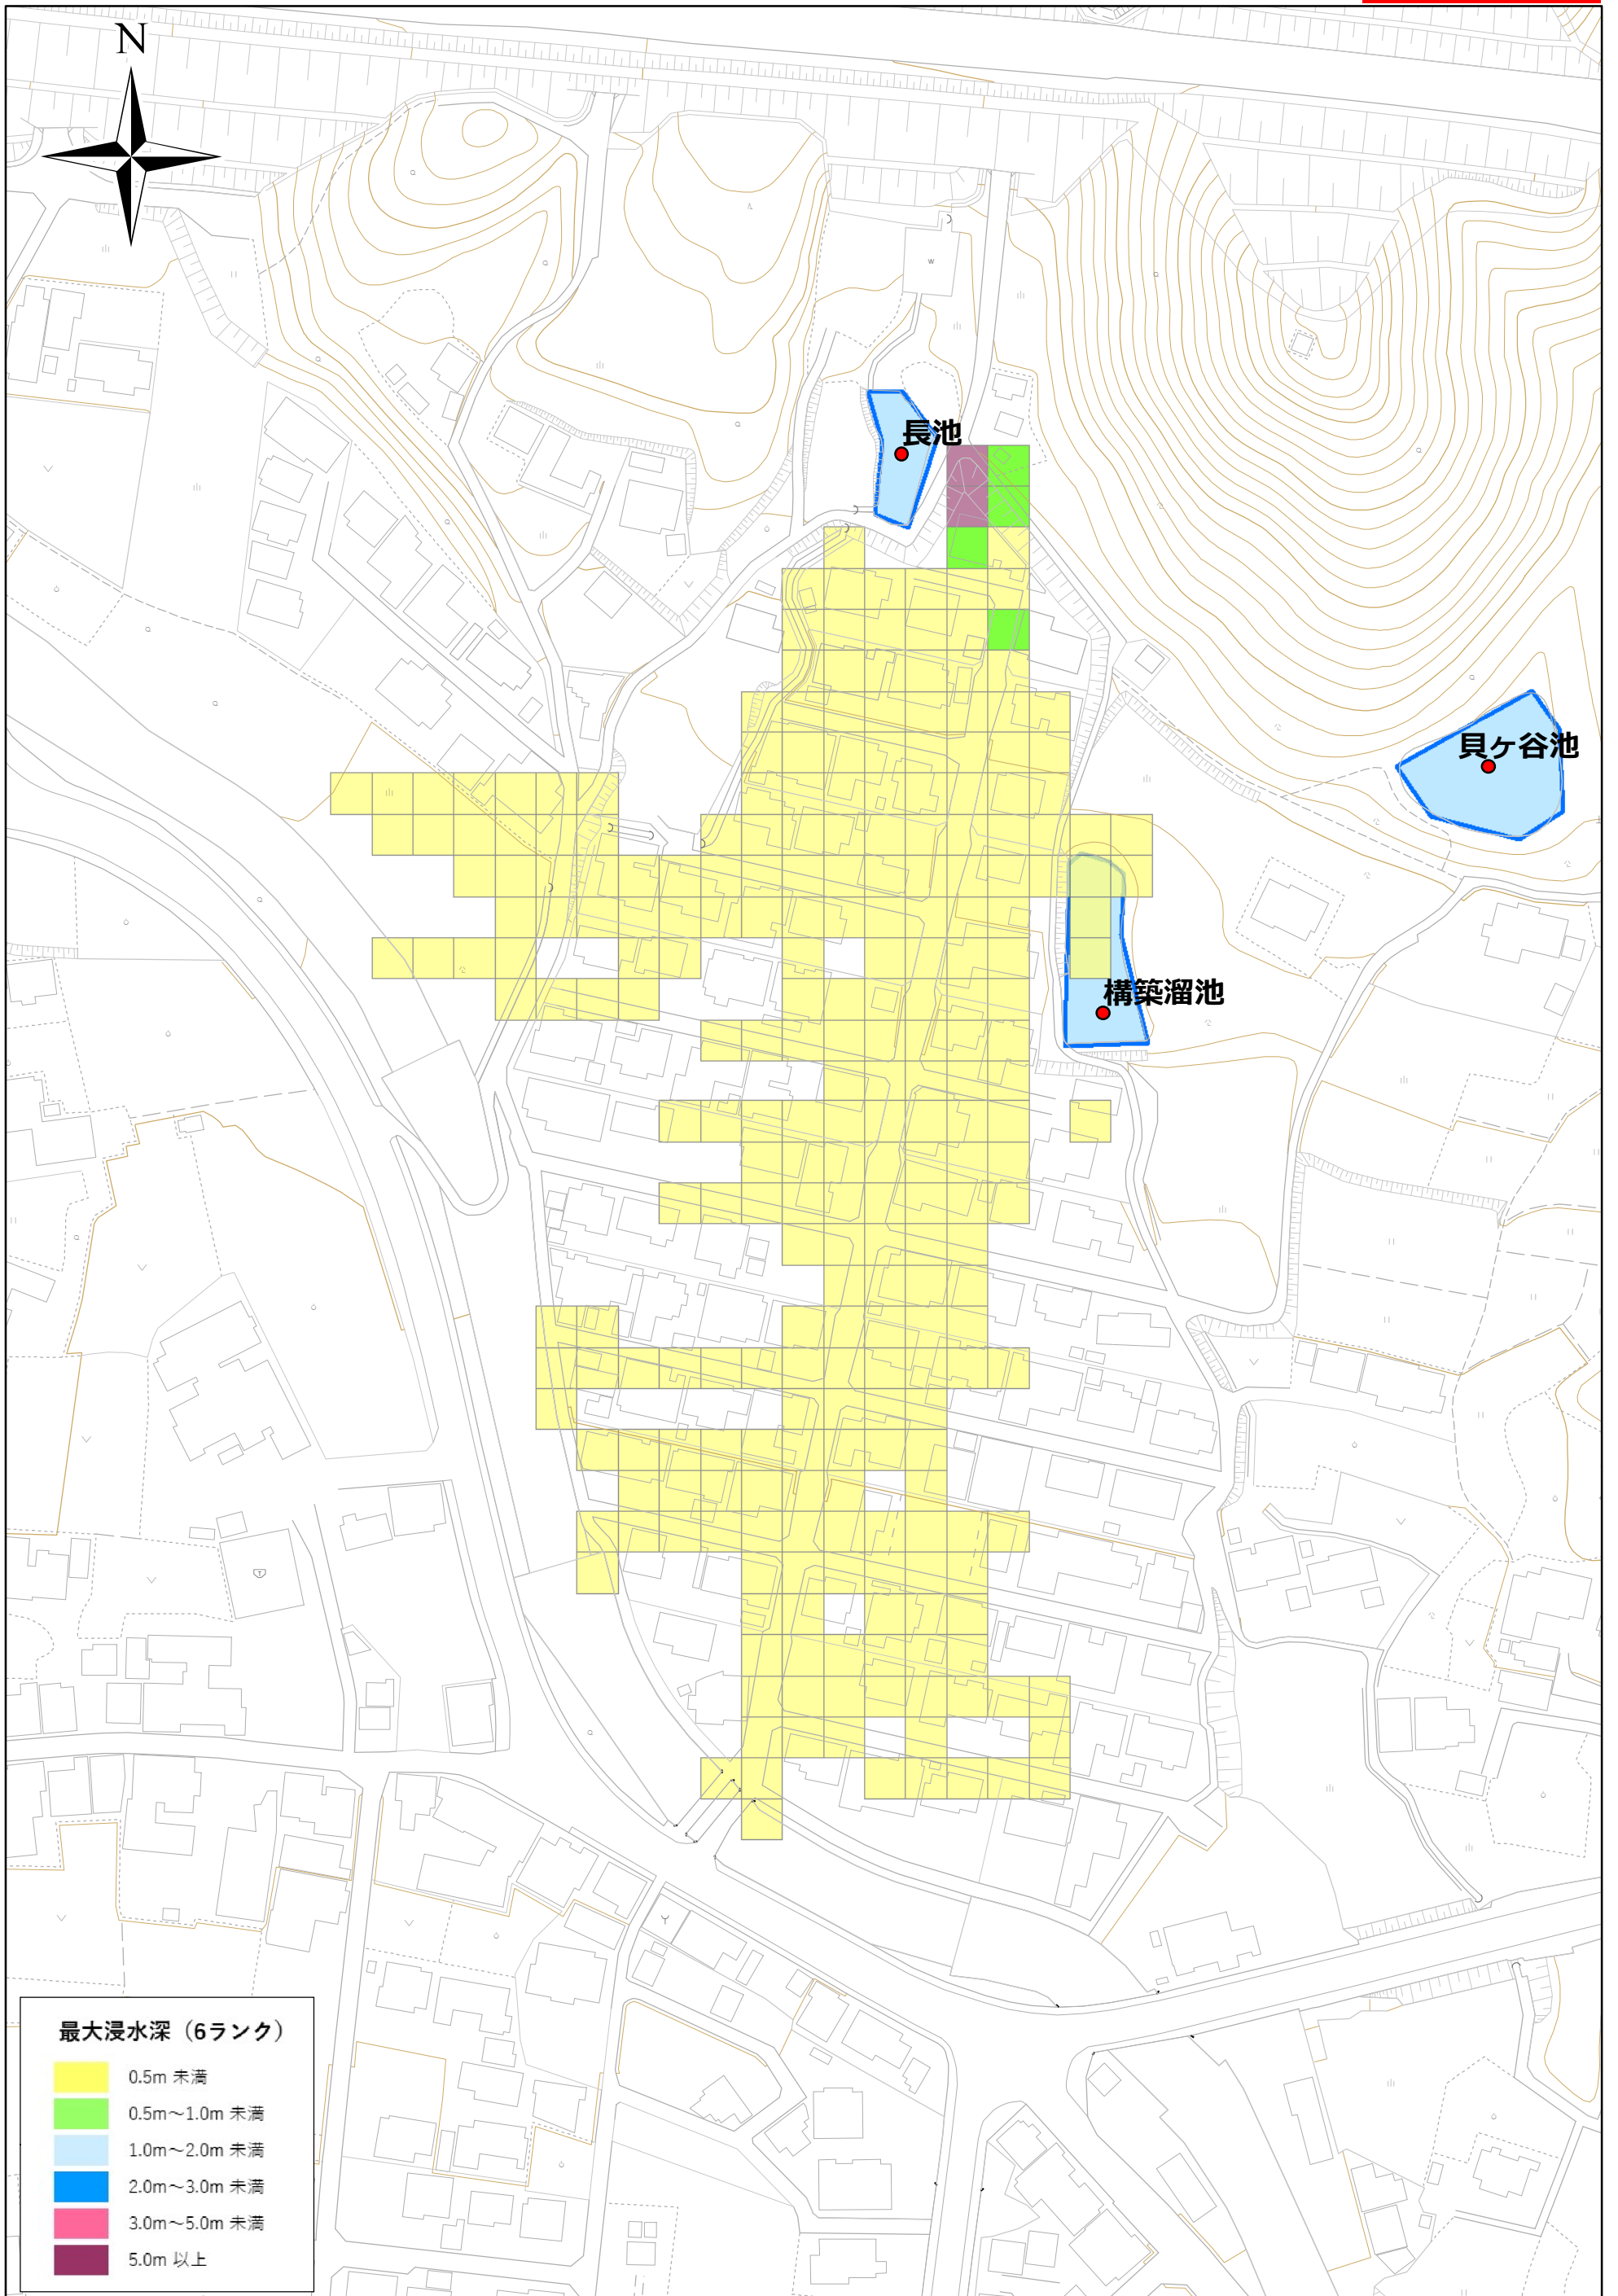 N
長池
貝ヶ谷池
構築溜池
最大浸水深（6ランク）
0.5m 未満
0.5m～1.0m 未満
1.0m～2.0m 未満
2.0m～3.0m 未満
3.0m～5.0m 未満
5.0m 以上